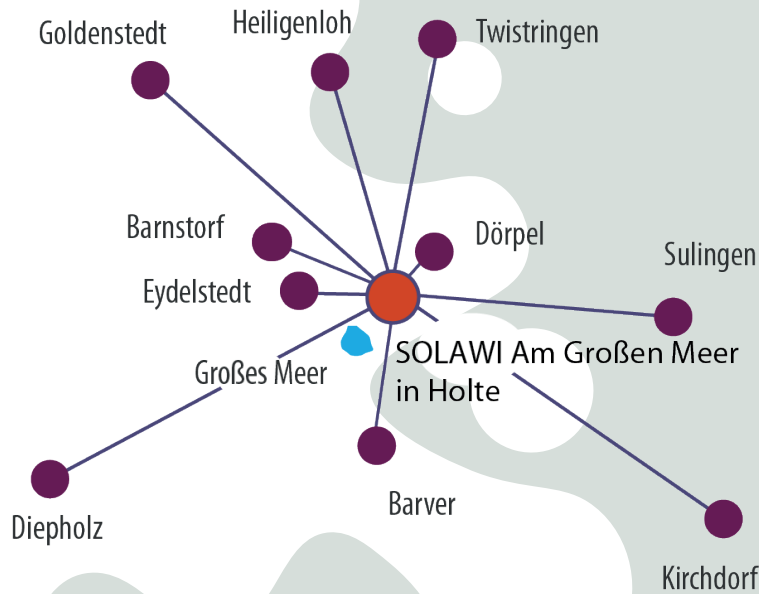 Heiligenloh
Goldenstedt
Twistringen
Barnstorf
Dörpel
Sulingen
Eydelstedt
SOLAWI Am Großen Meer
in Holte
Großes Meer
Barver
Diepholz
Kirchdorf